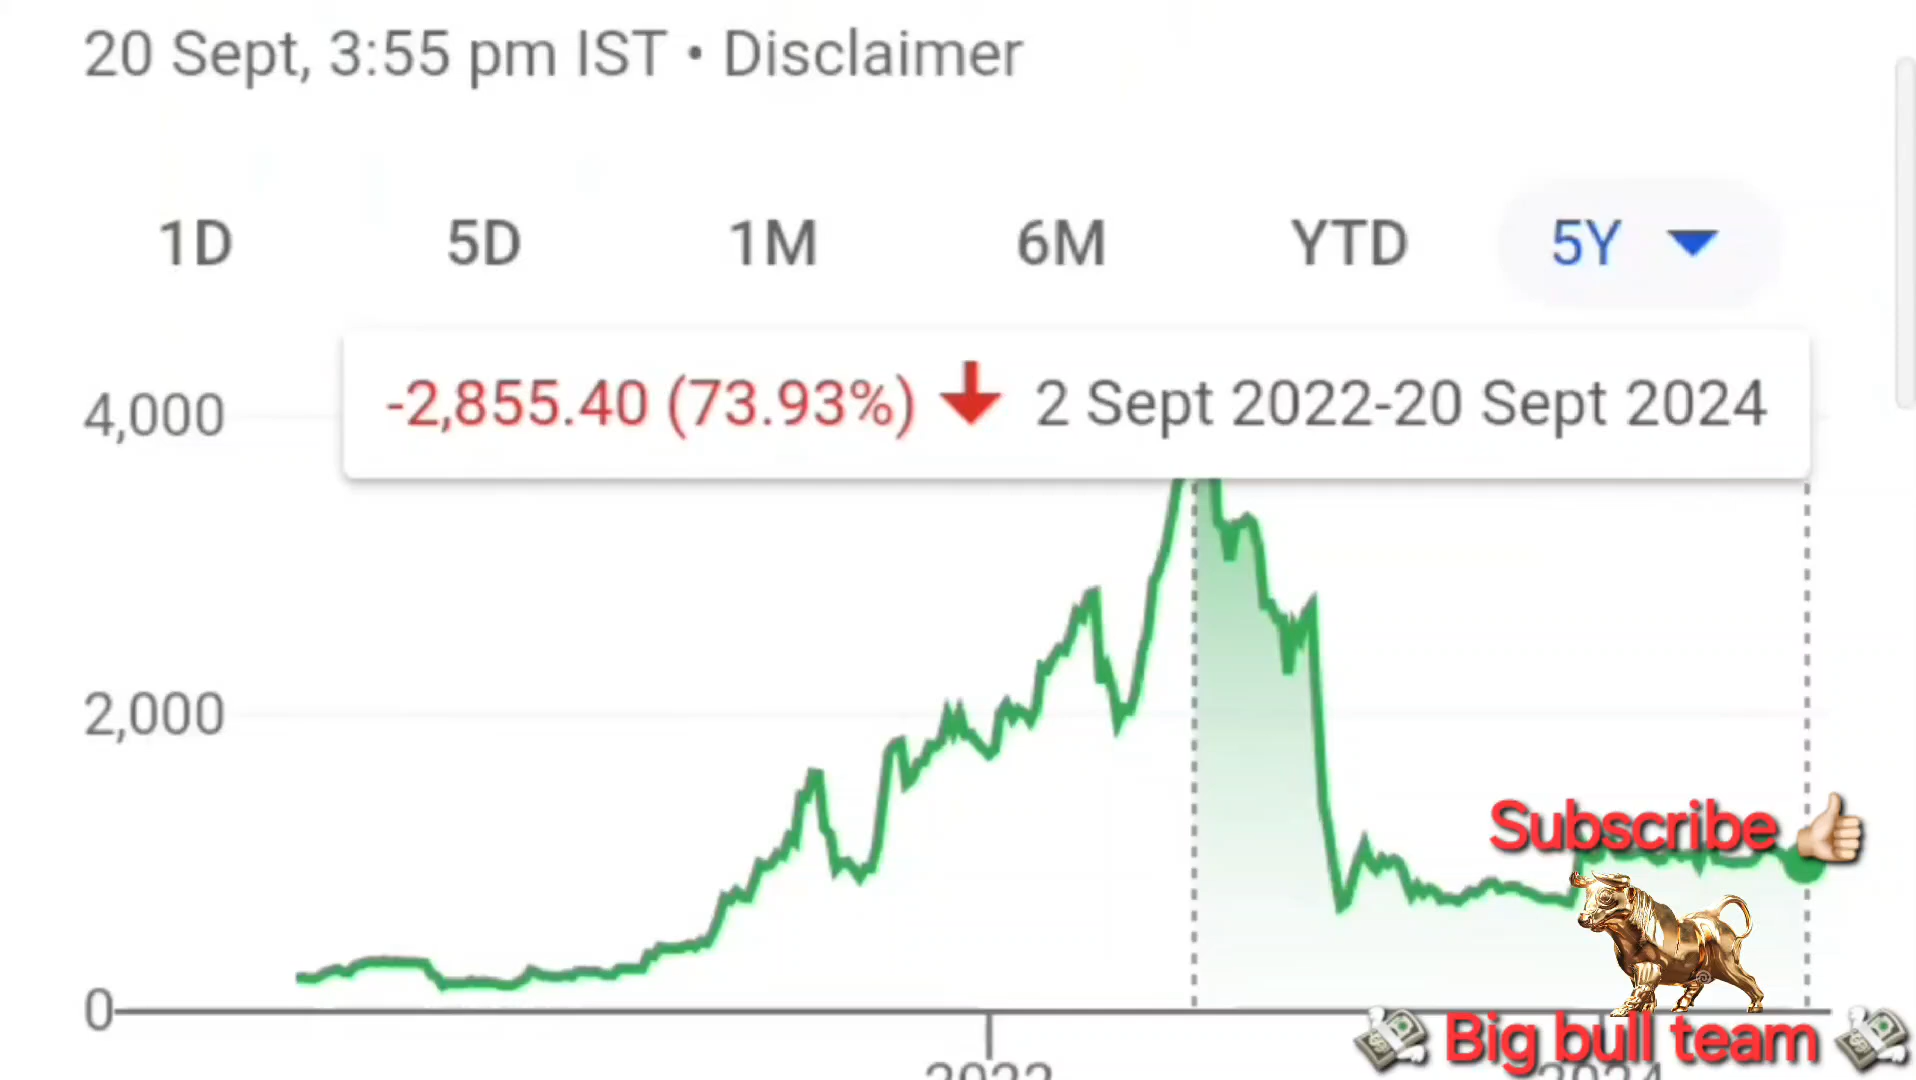 20 Sept, 3:55 pm IST • Disclaimer
1D 5D 1M 6M YTD 5Y
-2,855.40 (73.93%) 2 Sept 2022-20 Sept 2024
4,000
2,000
Subscribe
0
Big bull team